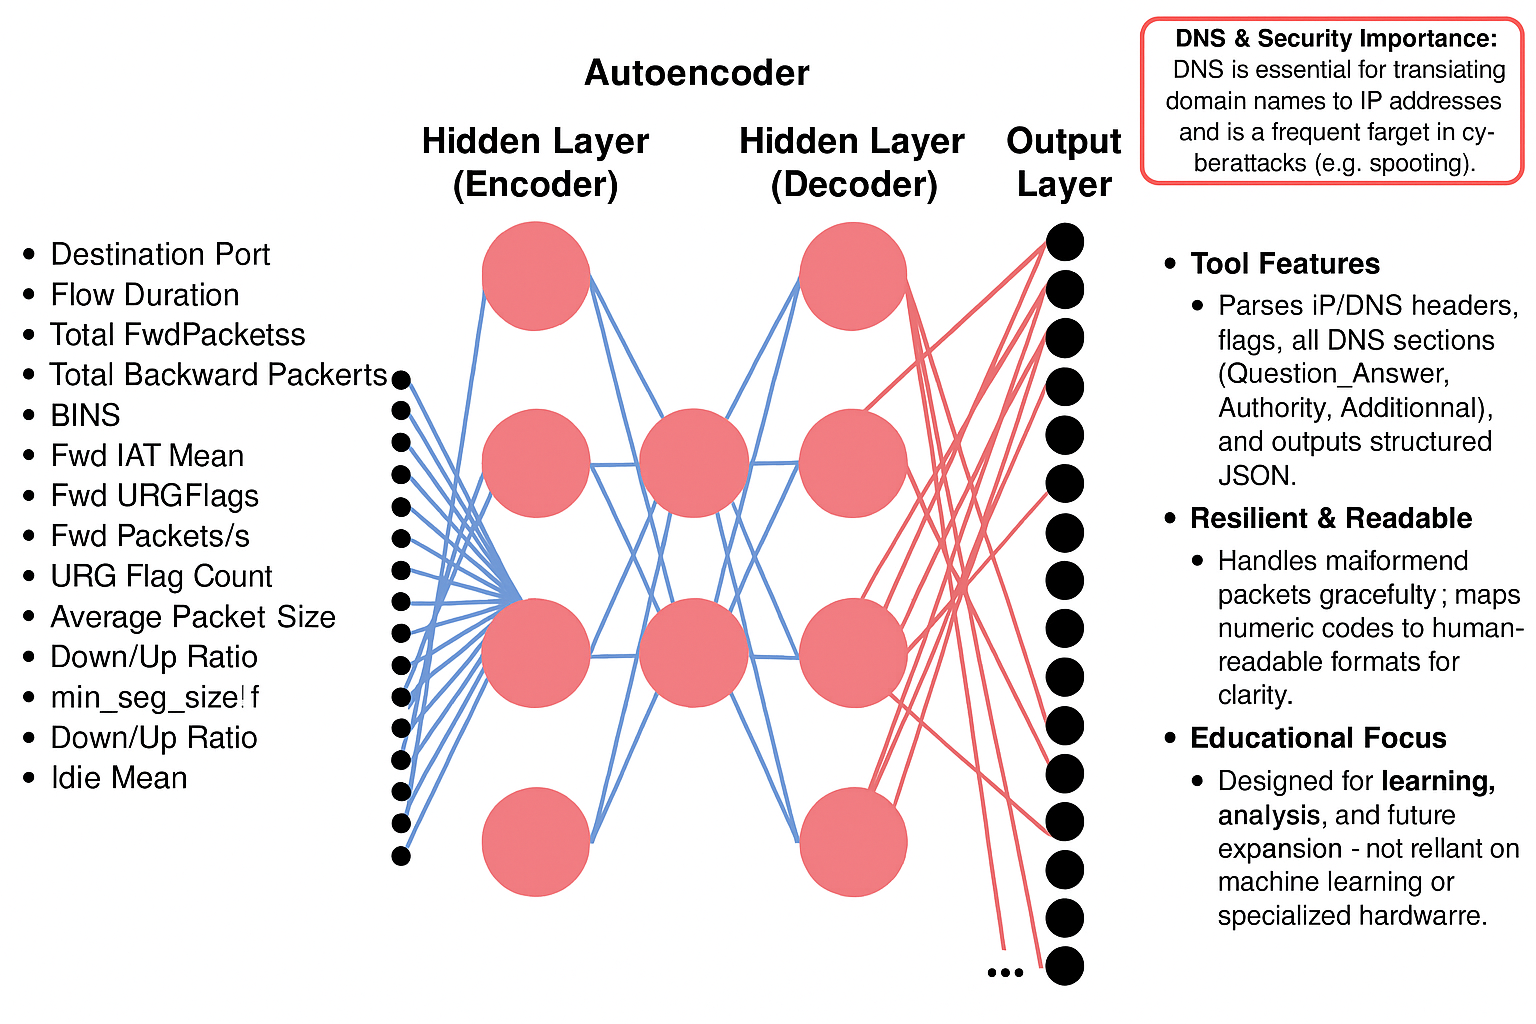 Autoencoder
Hidden Layer
(Encoder)
Hidden Layer
(Decoder)
Output
Layer
DNS & Security Importance:
DNS is essential for transiating
domain names to IP addresses
and is a frequent farget in cy-
berattacks (e.g. spooting).
• Destination Port
• Flow Duration
• Total FwdPacketss
• Total Backward Packerts
• BINS
• Fwd IAT Mean
• Fwd URGFlags
• Fwd Packets/s
• URG Flag Count
• Average Packet Size
• Down/Up Ratio
• min_seg_size!f
• Down/Up Ratio
• Idie Mean
...
• Tool Features
• Parses iP/DNS headers,
flags, all DNS sections
(Question_Answer,
Authority, Additionnal),
and outputs structured
JSON.
• Resilient & Readable
• Handles maiformend
packets gracefulty; maps
numeric codes to human-
readable formats for
clarity.
• Educational Focus
• Designed for learning,
analysis, and future
expansion - not rellant on
machine learning or
specialized hardwarre.